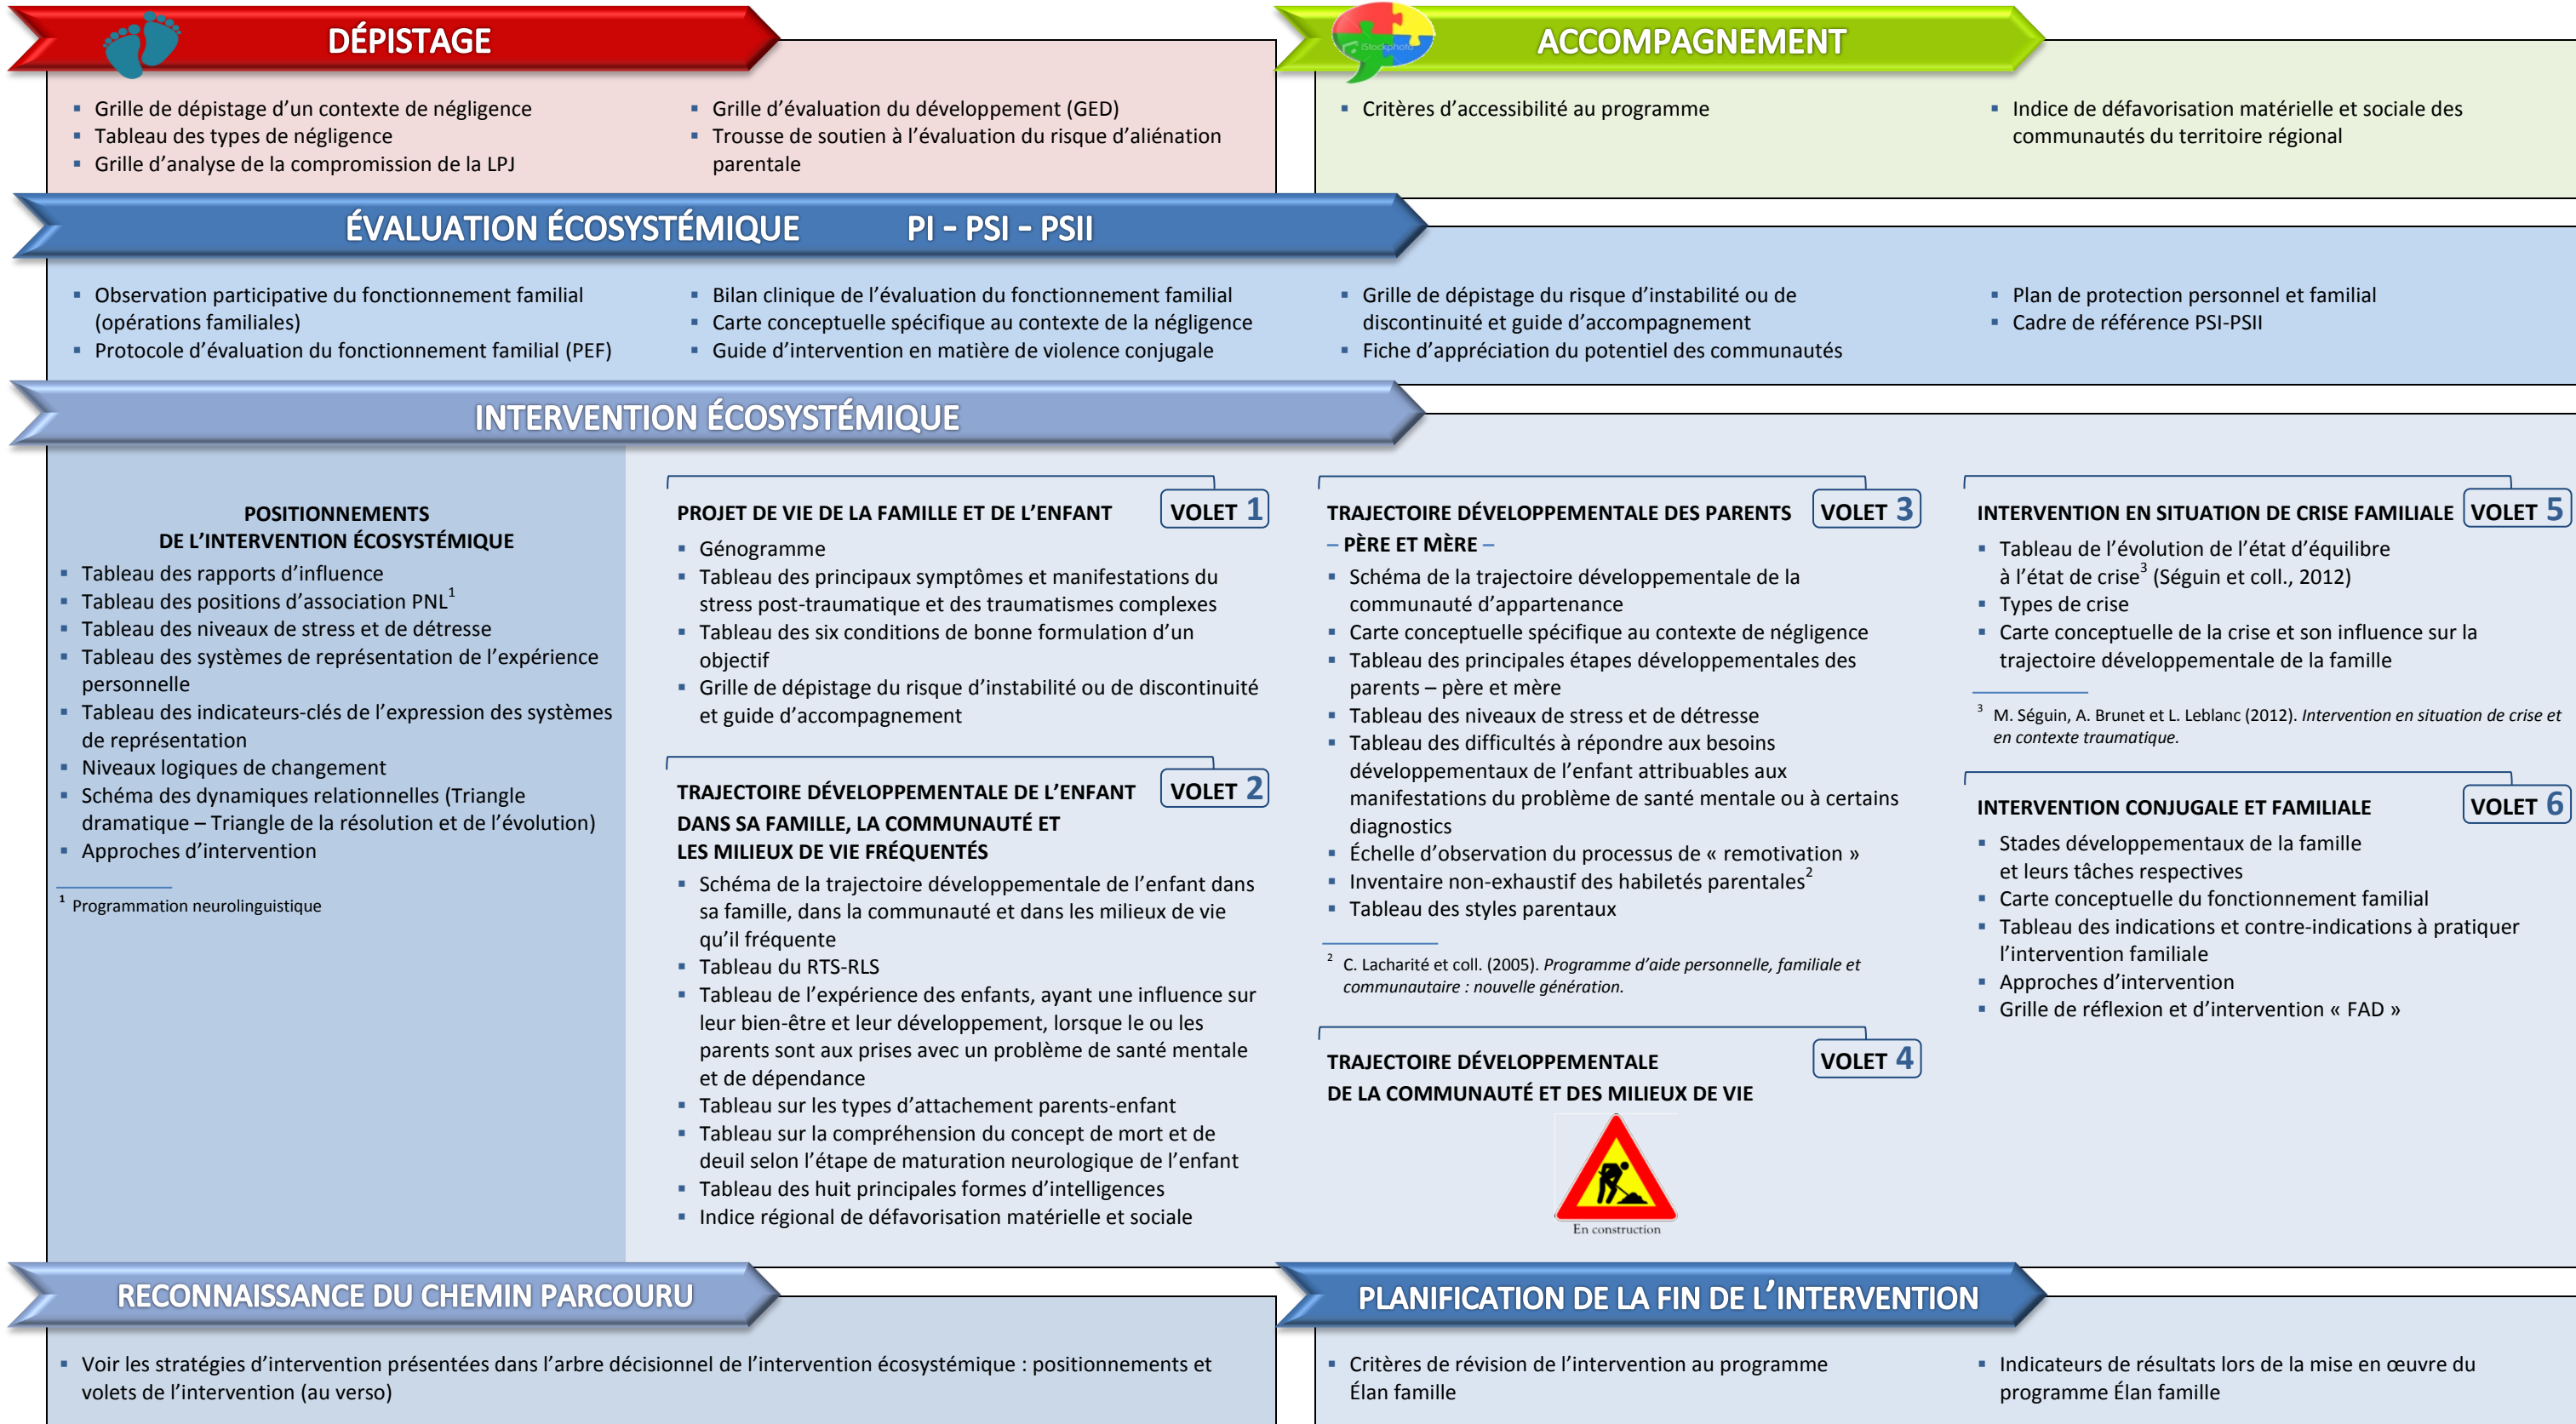 DÉPISTAGE
▪ Grille de dépistage d’un contexte de négligence
▪ Tableau des types de négligence
▪ Grille d’analyse de la compromission de la LPJ
▪ Grille d’évaluation du développement (GED)
▪ Trousse de soutien à l’évaluation du risque d’aliénation
parentale
iStockphoto
ACCOMPAGNEMENT
▪ Critères d’accessibilité au programme
▪ Indice de défavorisation matérielle et sociale des
communautés du territoire régional
ÉVALUATION ÉCOSYSTÉMIQUE PI – PSI – PSII
▪ Observation participative du fonctionnement familial
(opérations familiales)
▪ Protocole d’évaluation du fonctionnement familial (PEF)
▪ Bilan clinique de l’évaluation du fonctionnement familial
▪ Carte conceptuelle spécifique au contexte de la négligence
▪ Guide d’intervention en matière de violence conjugale
▪ Grille de dépistage du risque d’instabilité ou de
discontinuité et guide d’accompagnement
▪ Fiche d’appréciation du potentiel des communautés
▪ Plan de protection personnel et familial
▪ Cadre de référence PSI-PSII
INTERVENTION ÉCOSYSTÉMIQUE
POSITIONNEMENTS
DE L’INTERVENTION ÉCOSYSTÉMIQUE
▪ Tableau des rapports d’influence
▪ Tableau des positions d’association PNL1
▪ Tableau des niveaux de stress et de détresse
▪ Tableau des systèmes de représentation de l’expérience
personnelle
▪ Tableau des indicateurs-clés de l’expression des systèmes
de représentation
▪ Niveaux logiques de changement
▪ Schéma des dynamiques relationnelles (Triangle
dramatique – Triangle de la résolution et de l’évolution)
▪ Approches d’intervention
1 Programmation neurolinguistique
PROJET DE VIE DE LA FAMILLE ET DE L’ENFANT VOLET 1
▪ Génogramme
▪ Tableau des principaux symptômes et manifestations du
stress post-traumatique et des traumatismes complexes
▪ Tableau des six conditions de bonne formulation d’un
objectif
▪ Grille de dépistage du risque d’instabilité ou de discontinuité
et guide d’accompagnement
TRAJECTOIRE DÉVELOPPEMENTALE DE L’ENFANT VOLET 2
DANS SA FAMILLE, LA COMMUNAUTÉ ET
LES MILIEUX DE VIE FRÉQUENTÉS
▪ Schéma de la trajectoire développementale de l’enfant dans
sa famille, dans la communauté et dans les milieux de vie
qu’il fréquente
▪ Tableau du RTS-RLS
▪ Tableau de l’expérience des enfants, ayant une influence sur
leur bien-être et leur développement, lorsque le ou les
parents sont aux prises avec un problème de santé mentale
et de dépendance
▪ Tableau sur les types d’attachement parents-enfant
▪ Tableau sur la compréhension du concept de mort et de
deuil selon l’étape de maturation neurologique de l’enfant
▪ Tableau des huit principales formes d’intelligences
▪ Indice régional de défavorisation matérielle et sociale
TRAJECTOIRE DÉVELOPPEMENTALE DES PARENTS VOLET 3
– PÈRE ET MÈRE –
▪ Schéma de la trajectoire développementale de la
communauté d’appartenance
▪ Carte conceptuelle spécifique au contexte de négligence
▪ Tableau des principales étapes développementales des
parents – père et mère
▪ Tableau des niveaux de stress et de détresse
▪ Tableau des difficultés à répondre aux besoins
développementaux de l’enfant attribuables aux
manifestations du problème de santé mentale ou à certains
diagnostics
▪ Échelle d’observation du processus de « remotivation »
▪ Inventaire non-exhaustif des habiletés parentales2
▪ Tableau des styles parentaux
2 C. Lacharité et coll. (2005). Programme d’aide personnelle, familiale et
communautaire : nouvelle génération.
TRAJECTOIRE DÉVELOPPEMENTALE VOLET 4
DE LA COMMUNAUTÉ ET DES MILIEUX DE VIE
En construction
INTERVENTION EN SITUATION DE CRISE FAMILIALE VOLET 5
▪ Tableau de l’évolution de l’état d’équilibre
à l’état de crise3 (Séguin et coll., 2012)
▪ Types de crise
▪ Carte conceptuelle de la crise et son influence sur la
trajectoire développementale de la famille
3 M. Séguin, A. Brunet et L. Leblanc (2012). Intervention en situation de crise et
en contexte traumatique.
INTERVENTION CONJUGALE ET FAMILIALE VOLET 6
▪ Stades développementaux de la famille
et leurs tâches respectives
▪ Carte conceptuelle du fonctionnement familial
▪ Tableau des indications et contre-indications à pratiquer
l’intervention familiale
▪ Approches d’intervention
▪ Grille de réflexion et d’intervention « FAD »
RECONNAISSANCE DU CHEMIN PARCOURU
▪ Voir les stratégies d’intervention présentées dans l’arbre décisionnel de l’intervention écosystémique : positionnements et
volets de l’intervention (au verso)
PLANIFICATION DE LA FIN DE L’INTERVENTION
▪ Critères de révision de l’intervention au programme
Élan famille
▪ Indicateurs de résultats lors de la mise en œuvre du
programme Élan famille